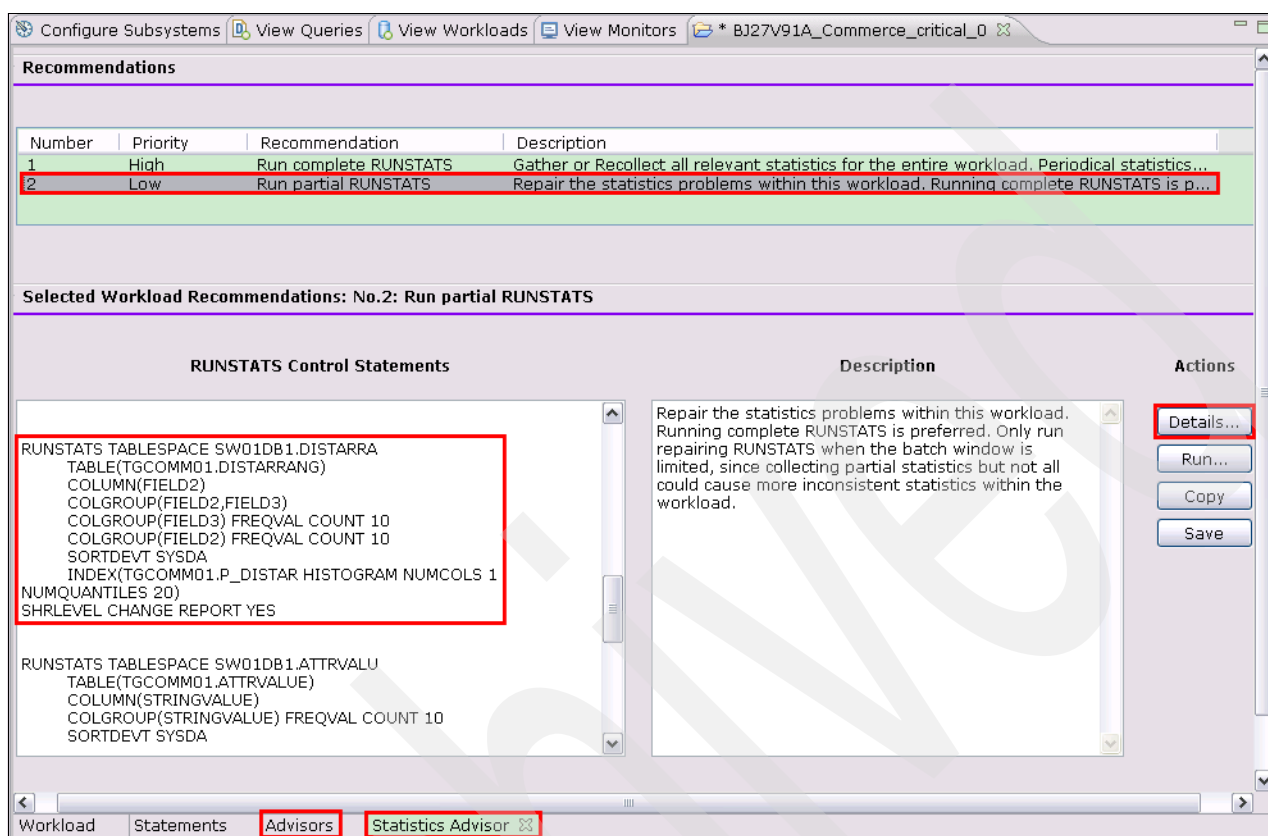 Configure Subsystems View Queries View Workloads View Monitors * BJ27V91A_Commerce_critical_0
Recommendations
Number Priority Recommendation Description
1 High Run complete RUNSTATS Gather or Recollect all relevant statistics for the entire workload. Periodical statistics...
2 Low Run partial RUNSTATS Repair the statistics problems within this workload. Running complete RUNSTATS is p...
Selected Workload Recommendations: No.2: Run partial RUNSTATS
RUNSTATS Control Statements
RUNSTATS TABLESPACE SW01DB1.DISTARRA
TABLE(TGCOMM01.DISTARRANG)
COLUMN(FIELD2)
COLGROUP(FIELD2,FIELD3)
COLGROUP(FIELD3) FREQVAL COUNT 10
COLGROUP(FIELD2) FREQVAL COUNT 10
SORTDEVT SYSDA
INDEX(TGCOMM01.P_DISTAR HISTOGRAM NUMCOLS 1
NUMQUANTILES 20)
SHRLEVEL CHANGE REPORT YES
RUNSTATS TABLESPACE SW01DB1.ATTRVALU
TABLE(TGCOMM01.ATTRVALUE)
COLUMN(STRINGVALUE)
COLGROUP(STRINGVALUE) FREQVAL COUNT 10
SORTDEVT SYSDA
Description
Repair the statistics problems within this workload.
Running complete RUNSTATS is preferred. Only run
repairing RUNSTATS when the batch window is
limited, since collecting partial statistics but not all
could cause more inconsistent statistics within the
workload.
Actions
Details...
Run...
Copy
Save
Workload Statements Advisors Statistics Advisor